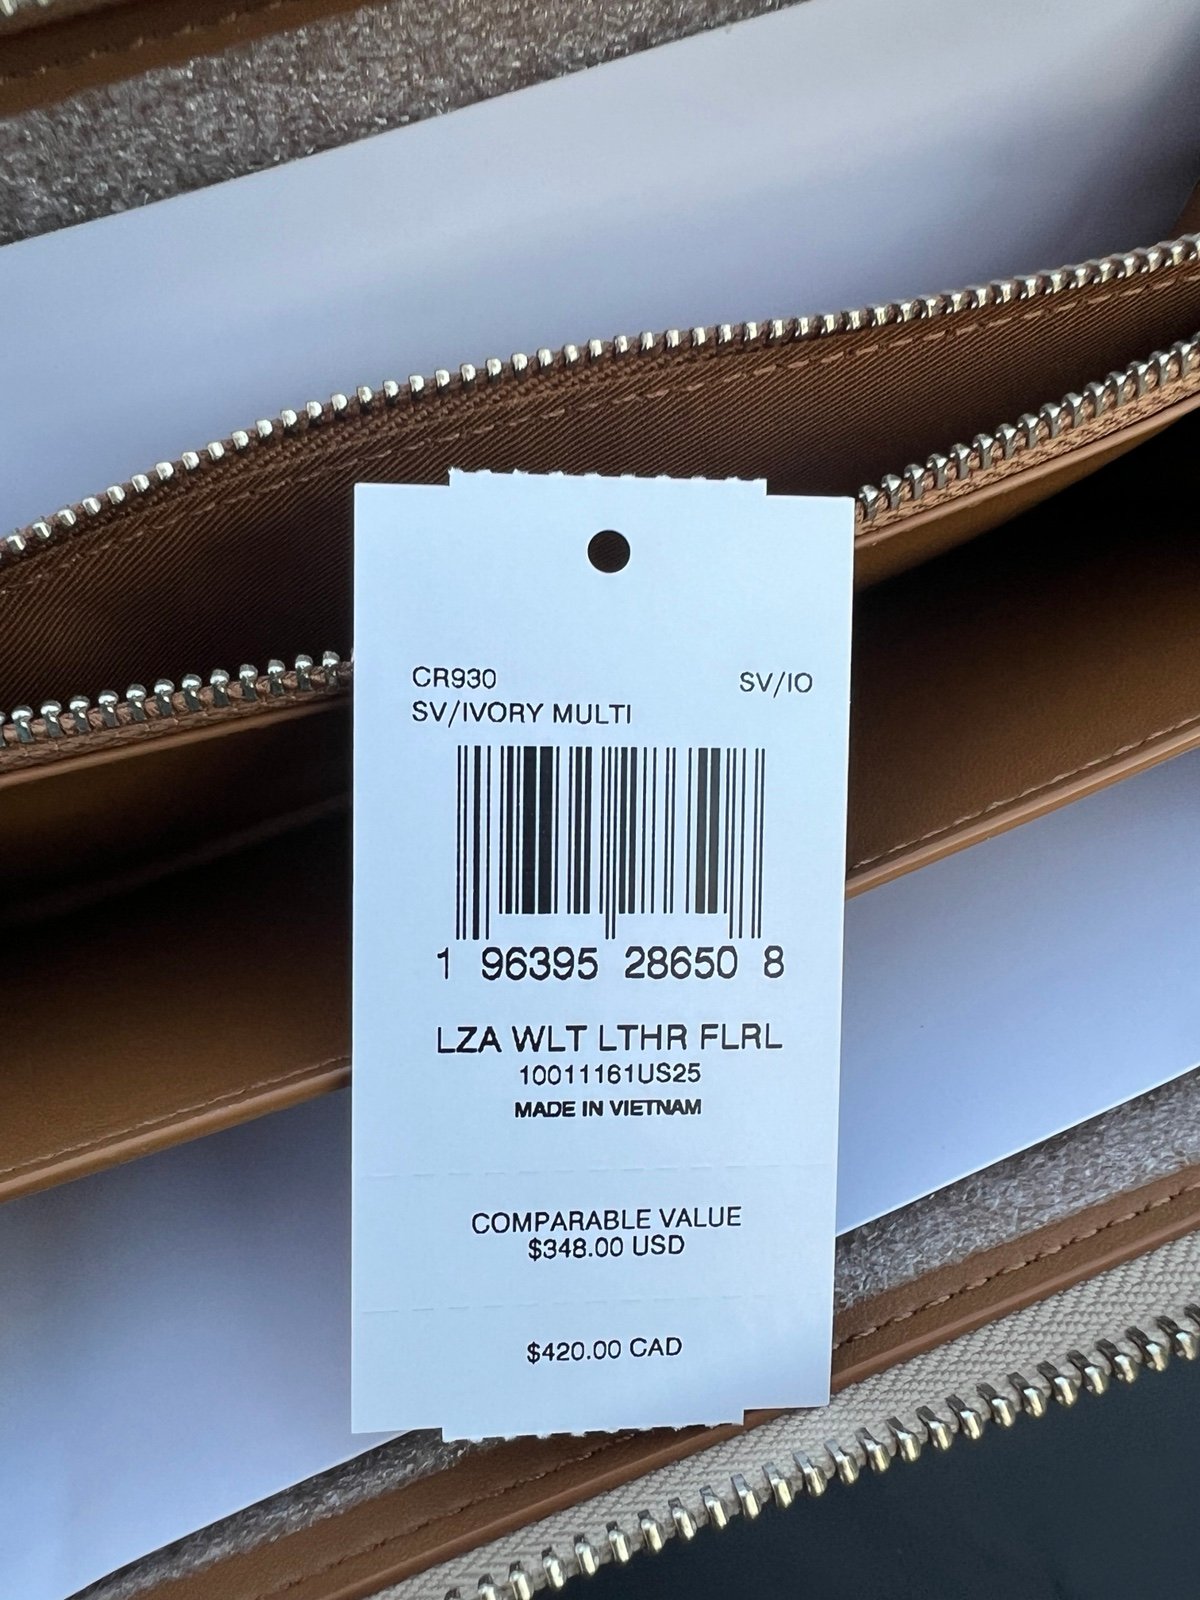 CR930 SV/IO
SV/IVORY MULTI
1 96395 28650 8
LZA WLT LTHR FLRL
10011161US25
MADE IN VIETNAM
COMPARABLE VALUE
$348.00 USD
$420.00 CAD